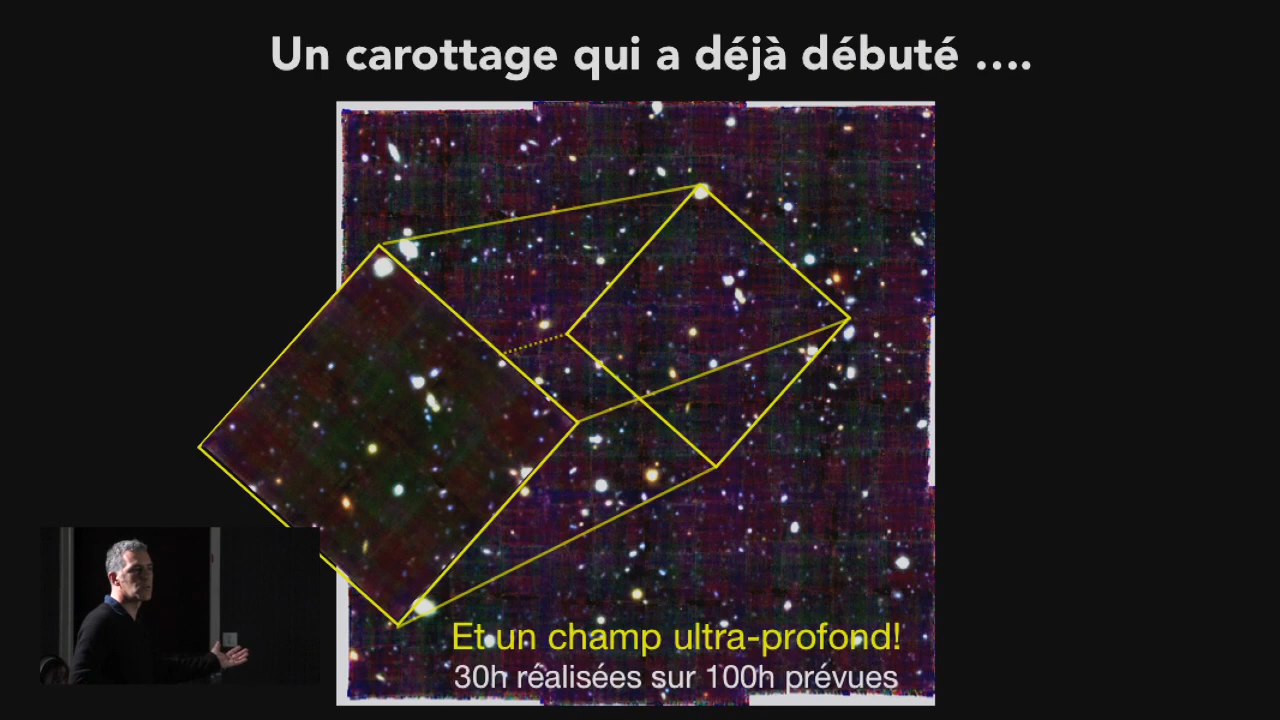 Un carottage qui a déjà débuté ....
Et un champ ultra-profond!
30h réalisées sur 100h prévues